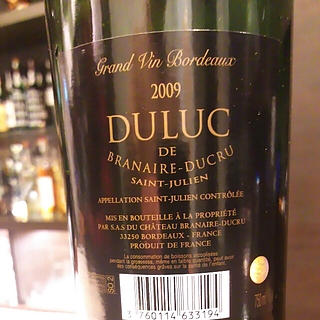 Grand Vin Bordeaux
2009
DULUC
DE
BRANAIRE-DUCRU
SAINT-JULIEN
APPELLATION SAINT-JULIEN CONTRÔLÉE
MIS EN BOUTEILLE À LA PROPRIÉTÉ
PAR S.A.S DU CHÂTEAU BRANAIRE-DUCRU
33250 BORDEAUX - FRANCE
PRODUIT DE FRANCE
La consommation de boissons alcoolisées
pendant la grossesse, même en faible quantité, peut avoir
des conséquences graves sur la santé de l'enfant.
3 760114 633194